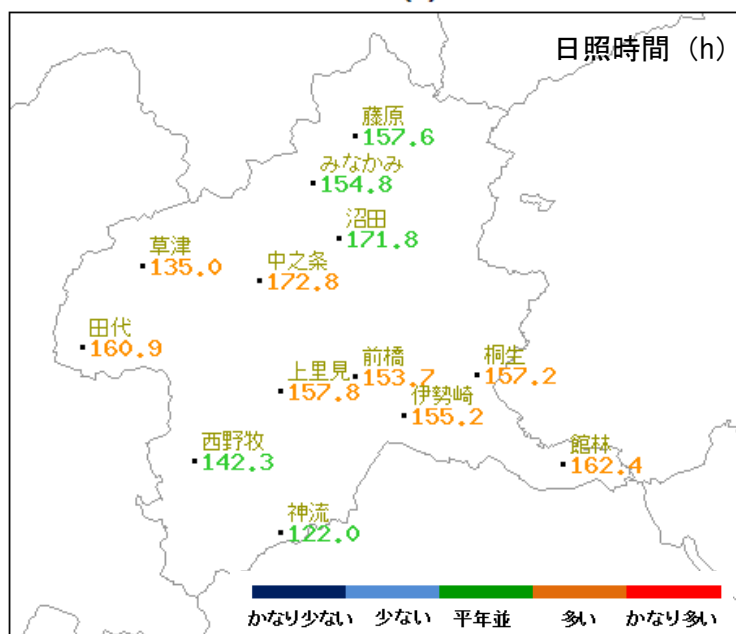 日照時間 (h)
藤原
157.6
みなかみ
154.8
沼田
171.8
草津
135.0
中之条
172.8
田代
160.9
上里見
157.8
前橋
153.7
桐生
157.2
伊勢崎
155.2
西野牧
142.3
館林
162.4
神流
122.0
かなり少ない 少ない 平年並 多い かなり多い